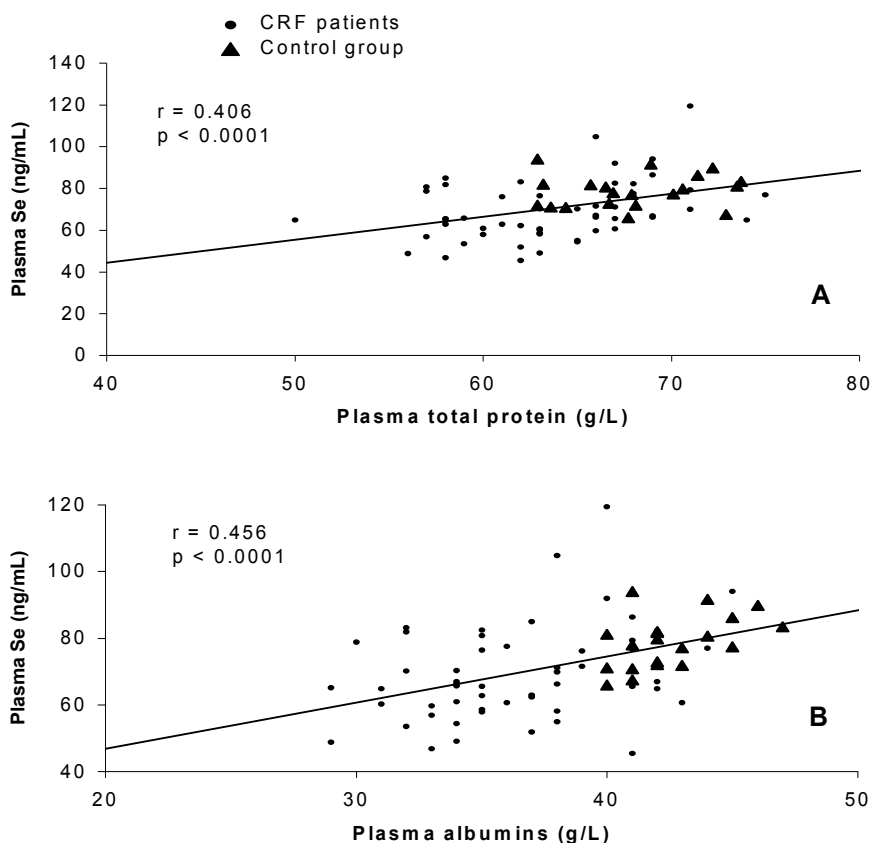 CRF patients
Control group
140
120
100
80
60
40
20
0
Plasma Se (ng/mL)
r = 0.406
p < 0.0001
A
40 50 60 70 80
Plasma total protein (g/L)
120
100
80
60
40
Plasma Se (ng/mL)
r = 0.456
p < 0.0001
B
20 30 40 50
Plasma albumins (g/L)